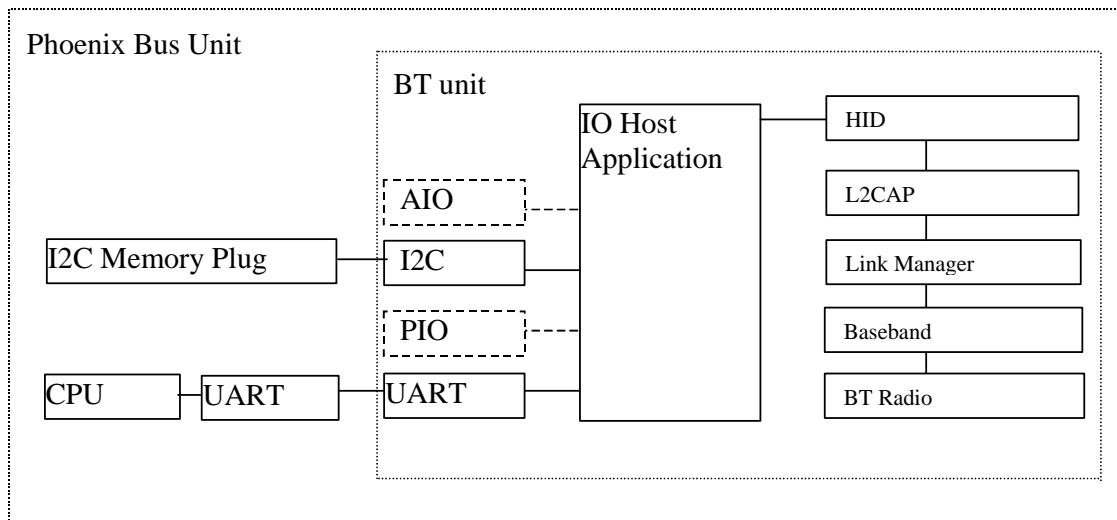 Phoenix Bus Unit
BT unit
IO Host
Application
HID
AIO
L2CAP
I2C Memory Plug
I2C
Link Manager
PIO
Baseband
CPU
UART
UART
BT Radio